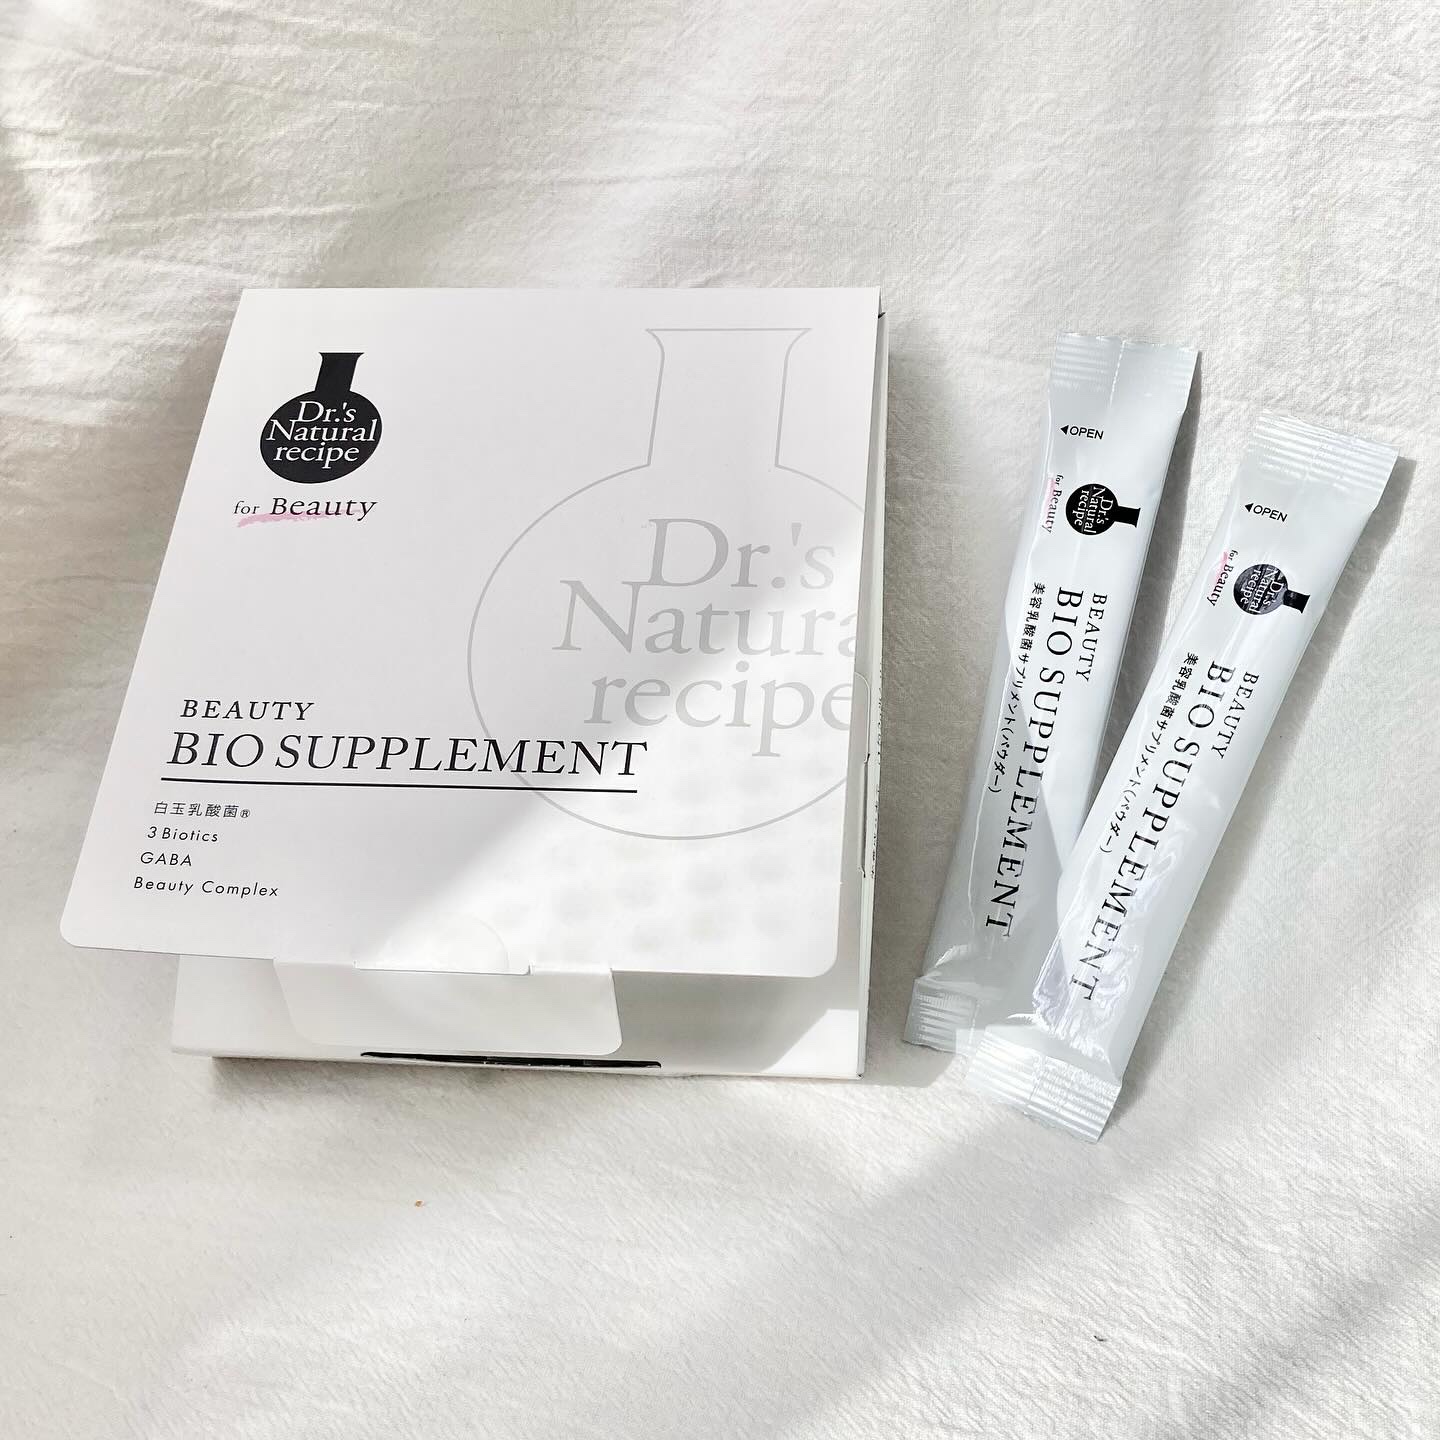 Dr.'s
Natural
recipe
for Beauty
Dr.'s
Natura
recipe
BEAUTY
BIO SUPPLEMENT
白玉乳酸菌®
3 Biotics
GABA
Beauty Complex
◀OPEN
Dr.'s
Natural
recipe
for Beauty
BEAUTY
BIO SUPPLEMENT
美容乳酸菌サプリメント(パウダー)
◀OPEN
Dr.'s
Natural
recipe
for Beauty
BEAUTY
BIO SUPPLEMENT
美容乳酸菌サプリメント(パウダー)